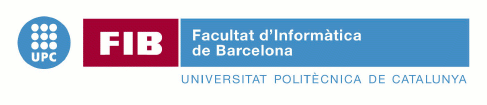 UPC
FIB
Facultat d'Informàtica
de Barcelona
UNIVERSITAT POLITÈCNICA DE CATALUNYA